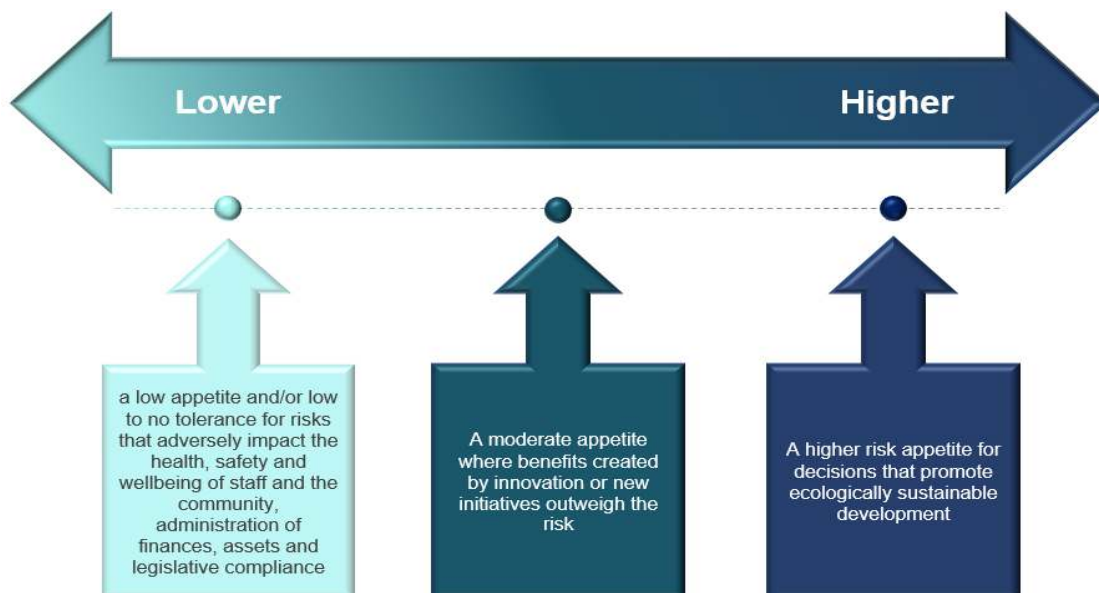 Lower
Higher
a low appetite and/or low
to no tolerance for risks
that adversely impact the
health, safety and
wellbeing of staff and the
community,
administration of
finances, assets and
legislative compliance
A moderate appetite
where benefits created
by innovation or new
initiatives outweigh the
risk
A higher risk appetite for
decisions that promote
ecologically sustainable
development